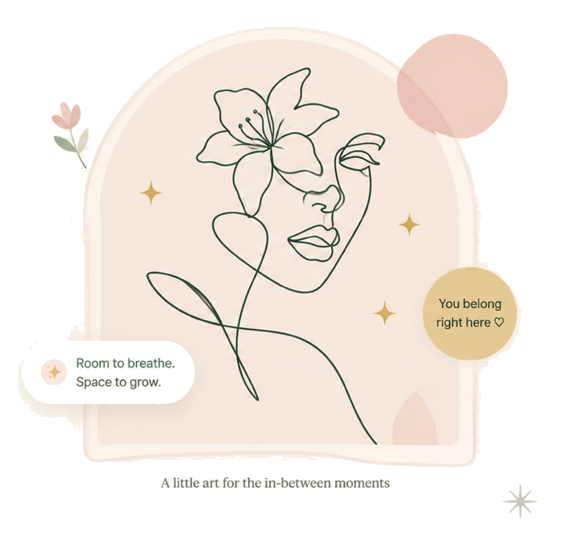 You belong
right here ♡
Room to breathe.
Space to grow.
A little art for the in-between moments